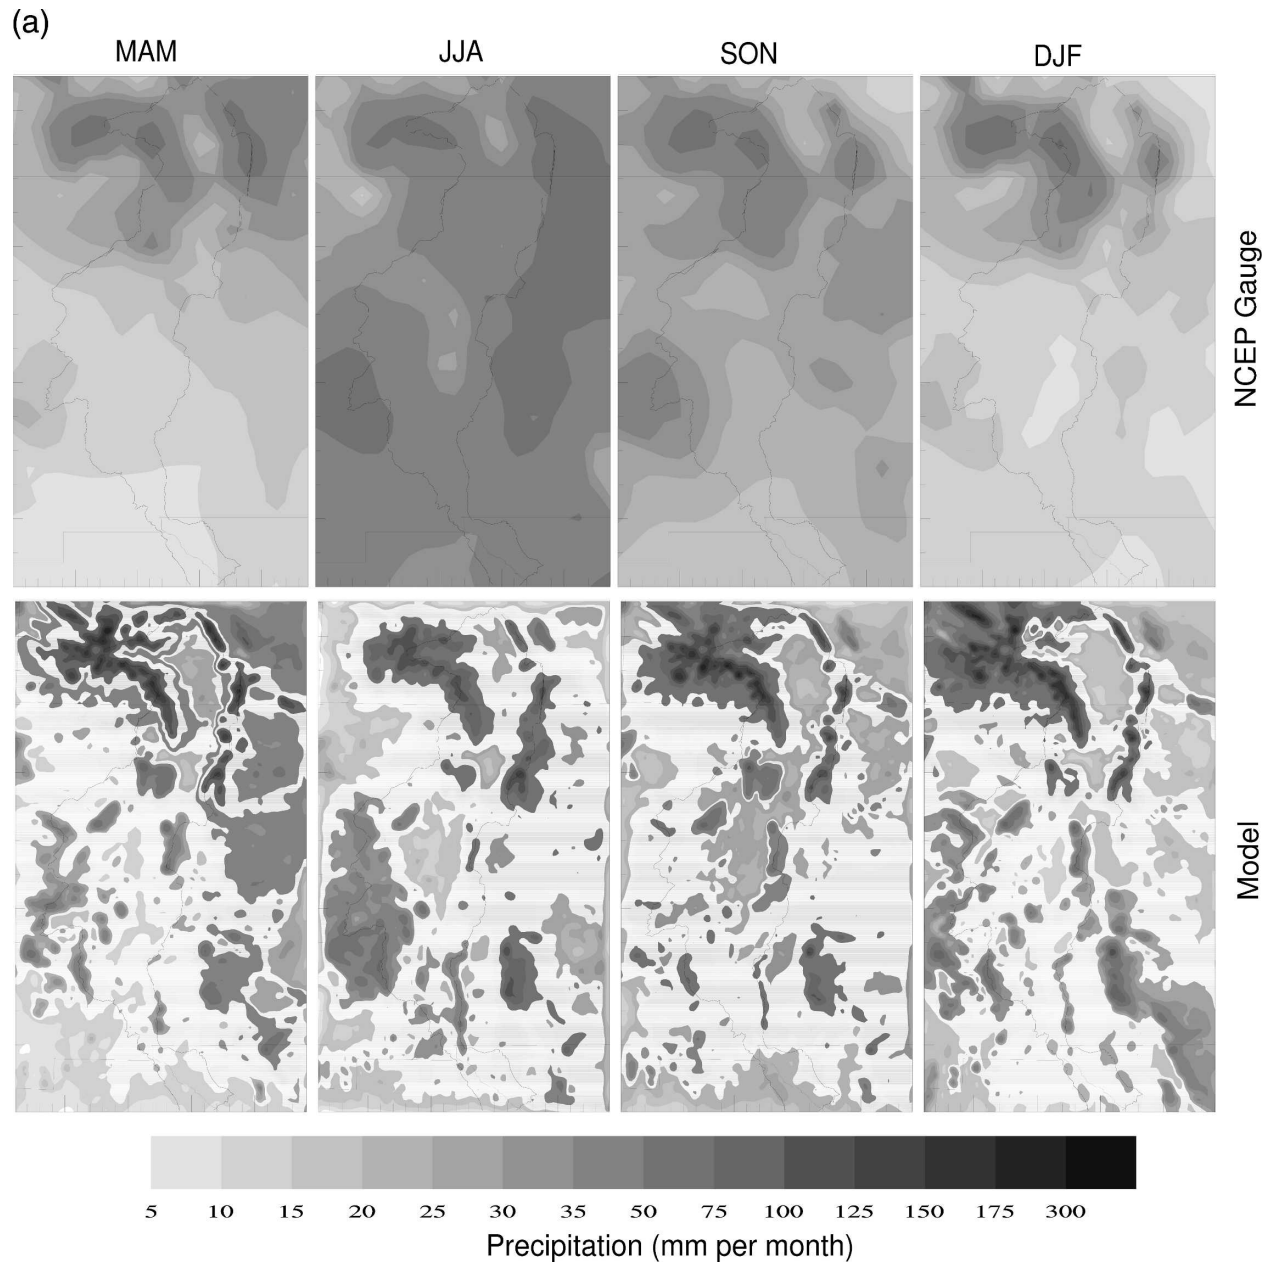 (a)
MAM JJA SON DJF
NCEP Gauge
Model
5 10 15 20 25 30 35 50 75 100 125 150 175 300
Precipitation (mm per month)